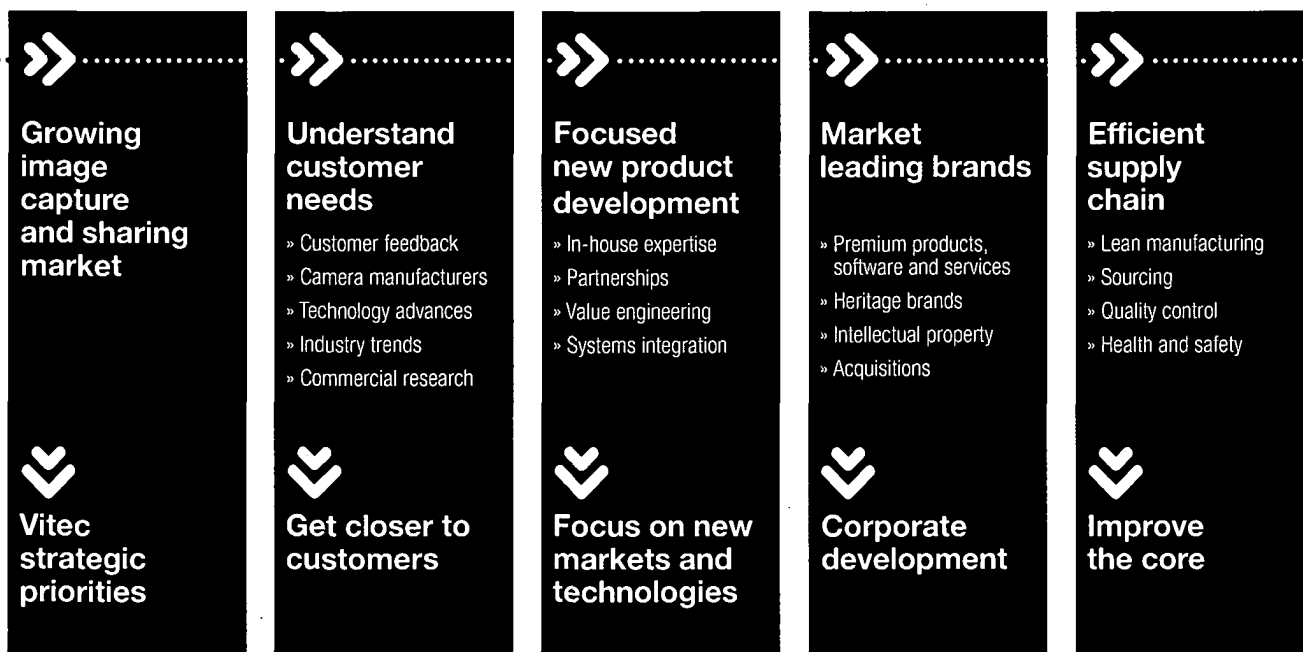 Growing
image
capture
and sharing
market
Vitec
strategic
priorities
Understand
customer
needs
» Customer feedback
» Camera manufacturers
» Technology advances
» Industry trends
» Commercial research
Get closer to
customers
Focused
new product
development
» In-house expertise
» Partnerships
» Value engineering
» Systems integration
Focus on new
markets and
technologies
Market
leading brands
» Premium products,
software and services
» Heritage brands
» Intellectual property
» Acquisitions
Corporate
development
Efficient
supply
chain
» Lean manufacturing
» Sourcing
» Quality control
» Health and safety
Improve
the core